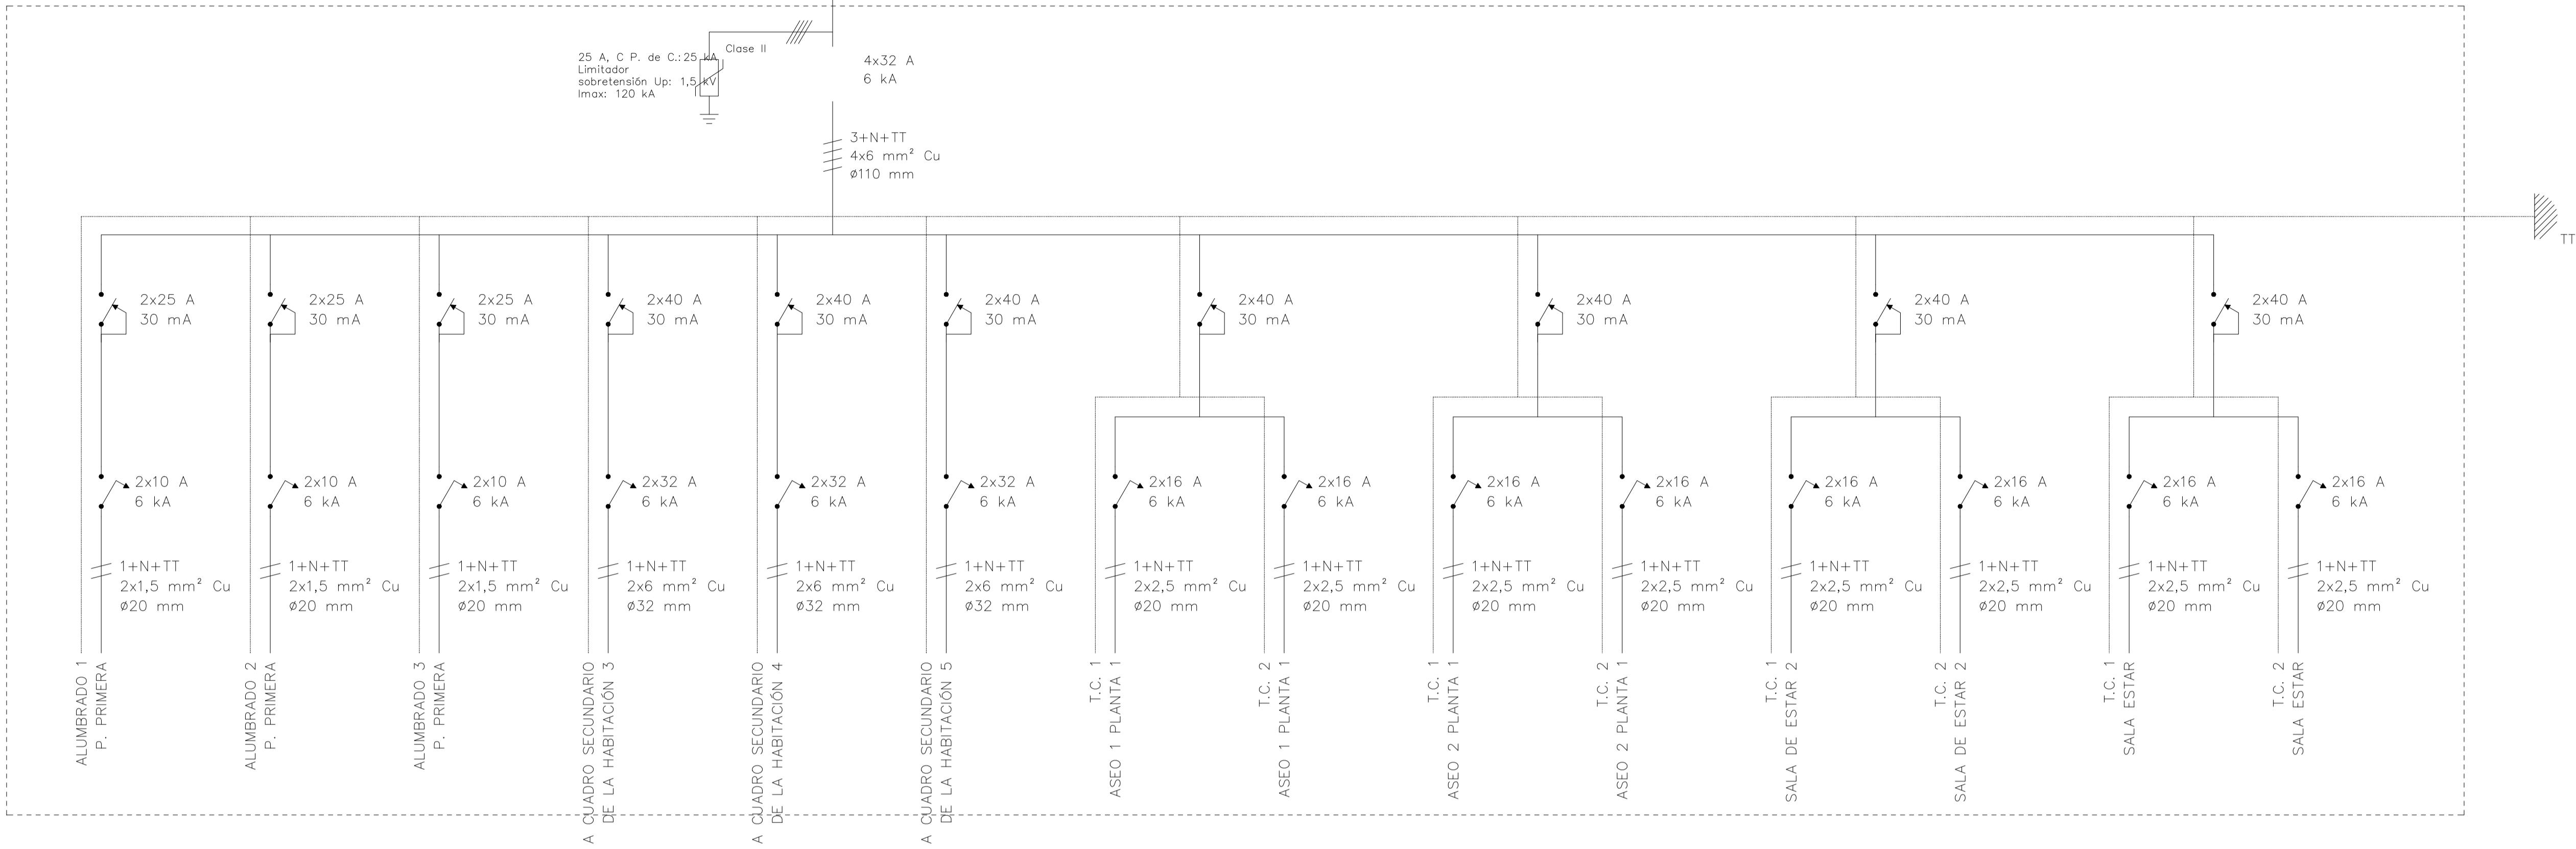 Clase II
25 A, C P. de C.:25 kA
Limitador
sobretensión Up: 1,5 kV
Imax: 120 kA
4x32 A
6 kA
3+N+TT
4x6 mm² Cu
ø110 mm
TT
2x25 A
30 mA
2x25 A
30 mA
2x25 A
30 mA
2x40 A
30 mA
2x40 A
30 mA
2x40 A
30 mA
2x40 A
30 mA
2x40 A
30 mA
2x40 A
30 mA
2x40 A
30 mA
2x10 A
6 kA
2x10 A
6 kA
2x10 A
6 kA
2x32 A
6 kA
2x32 A
6 kA
2x32 A
6 kA
2x16 A
6 kA
2x16 A
6 kA
2x16 A
6 kA
2x16 A
6 kA
2x16 A
6 kA
2x16 A
6 kA
2x16 A
6 kA
2x16 A
6 kA
1+N+TT
2x1,5 mm² Cu
ø20 mm
1+N+TT
2x1,5 mm² Cu
ø20 mm
1+N+TT
2x1,5 mm² Cu
ø20 mm
1+N+TT
2x6 mm² Cu
ø32 mm
1+N+TT
2x6 mm² Cu
ø32 mm
1+N+TT
2x6 mm² Cu
ø32 mm
1+N+TT
2x2,5 mm² Cu
ø20 mm
1+N+TT
2x2,5 mm² Cu
ø20 mm
1+N+TT
2x2,5 mm² Cu
ø20 mm
1+N+TT
2x2,5 mm² Cu
ø20 mm
1+N+TT
2x2,5 mm² Cu
ø20 mm
1+N+TT
2x2,5 mm² Cu
ø20 mm
1+N+TT
2x2,5 mm² Cu
ø20 mm
1+N+TT
2x2,5 mm² Cu
ø20 mm
ALUMBRADO 1
P. PRIMERA
ALUMBRADO 2
P. PRIMERA
ALUMBRADO 3
P. PRIMERA
A CUADRO SECUNDARIO
DE LA HABITACIÓN 3
A CUADRO SECUNDARIO
DE LA HABITACIÓN 4
A CUADRO SECUNDARIO
DE LA HABITACIÓN 5
T.C. 1
ASEO 1 PLANTA 1
T.C. 2
ASEO 1 PLANTA 1
T.C. 1
ASEO 2 PLANTA 1
T.C. 2
ASEO 2 PLANTA 1
T.C. 1
SALA DE ESTAR 2
T.C. 2
SALA DE ESTAR 2
T.C. 1
SALA ESTAR
T.C. 2
SALA ESTAR